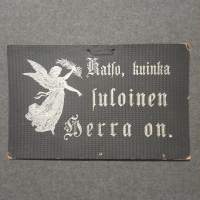 Katso, kuinka
suloinen
Herra on.